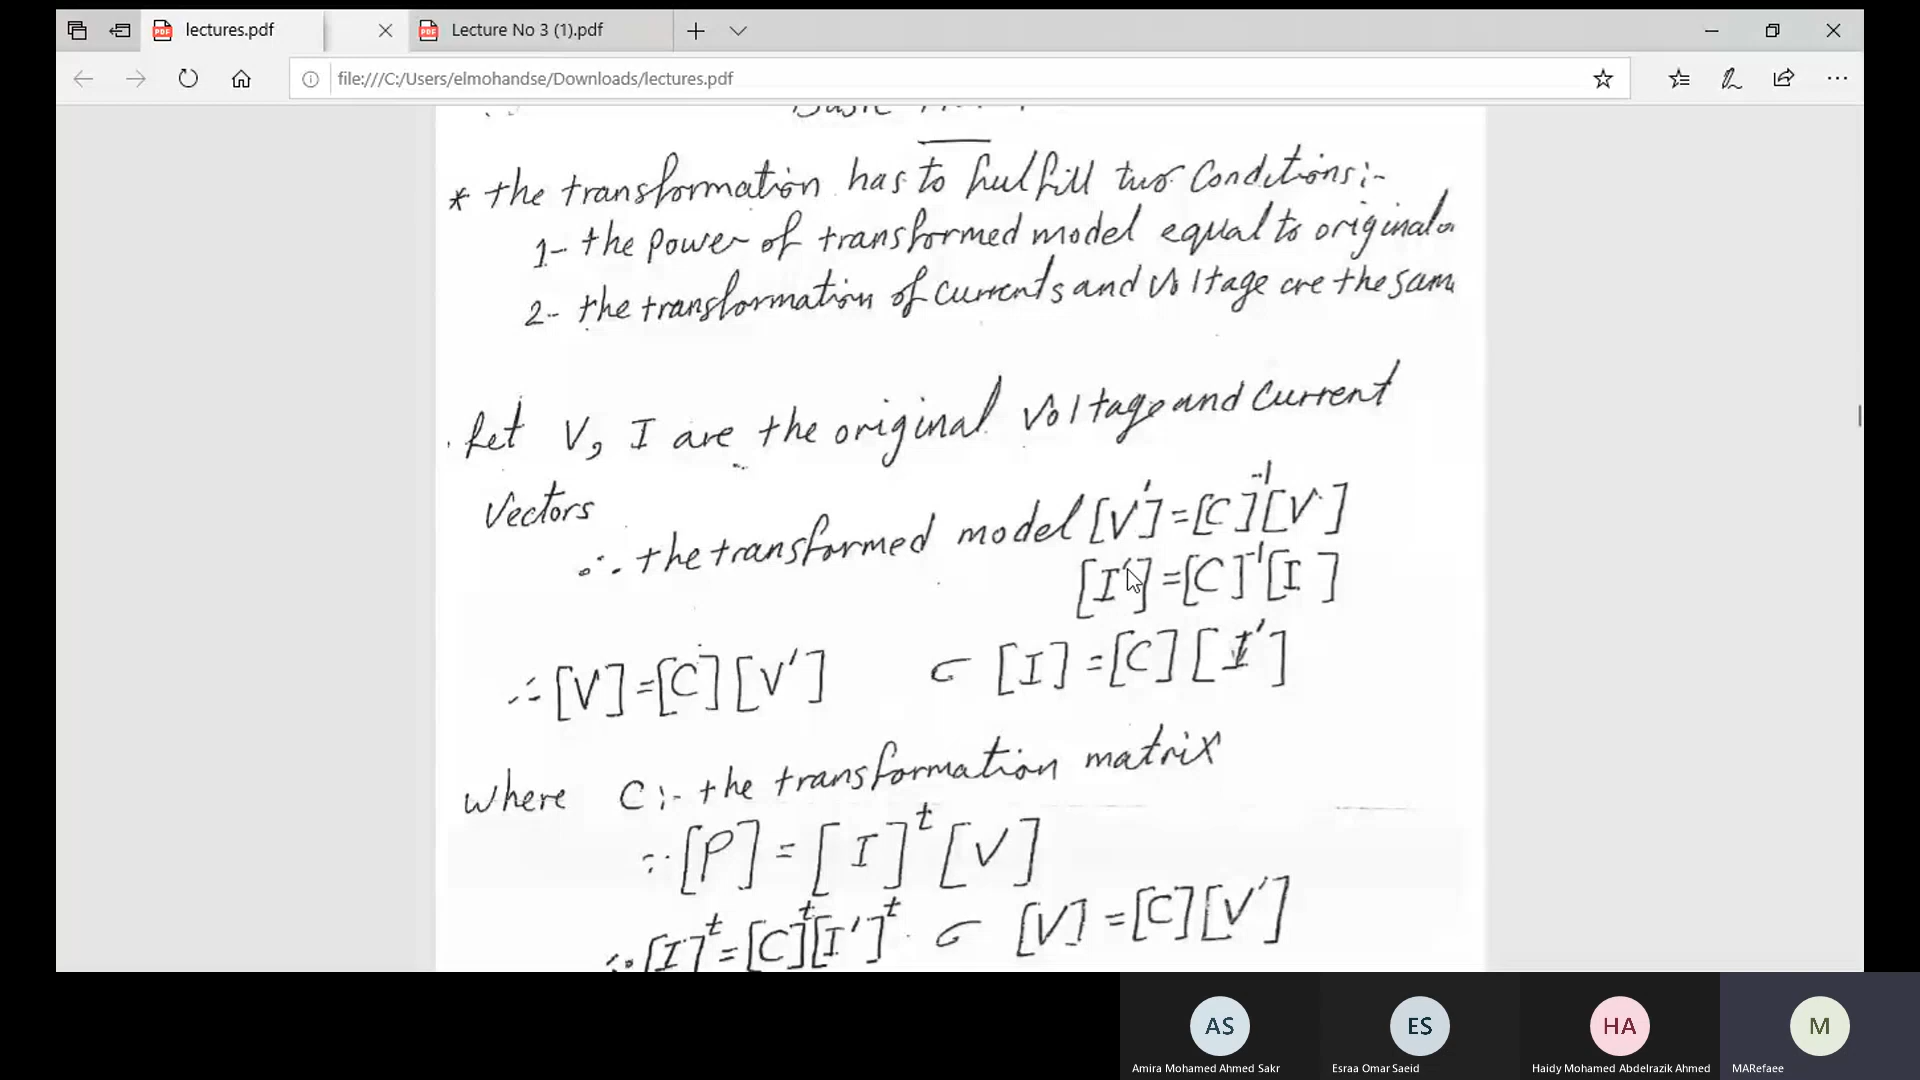 lectures.pdf
Lecture No 3 (1).pdf
file:///C:/Users/elmohandse/Downloads/lectures.pdf
* the transformation has to fulfill two Conditions:-
1- the power of transformed model equal to original
2- the transformation of currents and voltage are the sam
Let V, I are the original Voltage and Current
Vectors
∴ the transformed model [V'] = [C]⁻¹ [V]
[I'] = [C]⁻¹ [I]
∴ [V] = [C] [V'] [I] = [C] [I']
where C:- the transformation matrix
∵ [P] = [I]ᵗ [V]
∴ [I]ᵗ = [C]ᵗ [I']ᵗ [V] = [C] [V']
AS ES HA M
Amira Mohamed Ahmed Sakr Esraa Omar Saeid Haidy Mohamed Abdelrazik Ahmed MARefaee